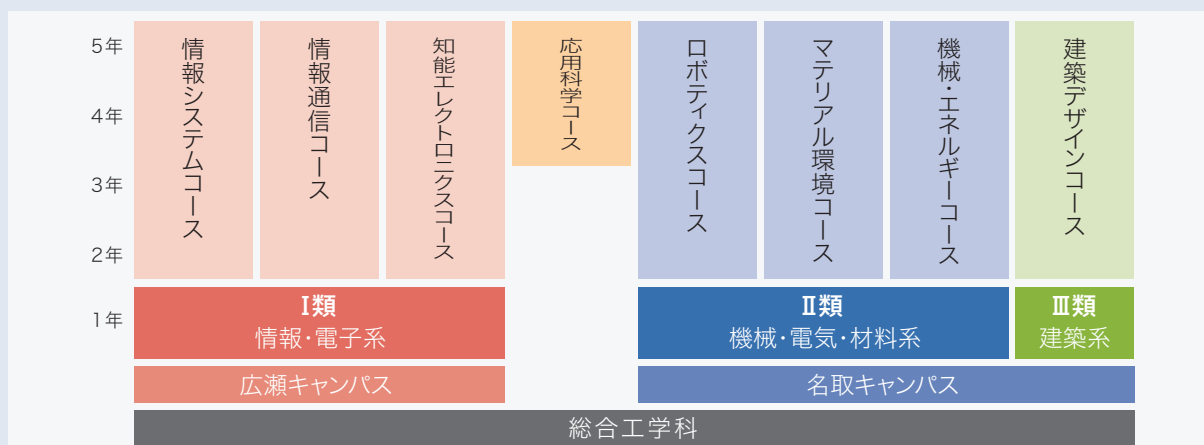 5年
4年
3年
2年
1年
情報システムコース
情報通信コース
知能エレクトロニクスコース
応用科学コース
ロボティクスコース
マテリアル環境コース
機械・エネルギーコース
建築デザインコース
Ⅰ類
情報・電子系
Ⅱ類
機械・電気・材料系
Ⅲ類
建築系
広瀬キャンパス
名取キャンパス
総合工学科